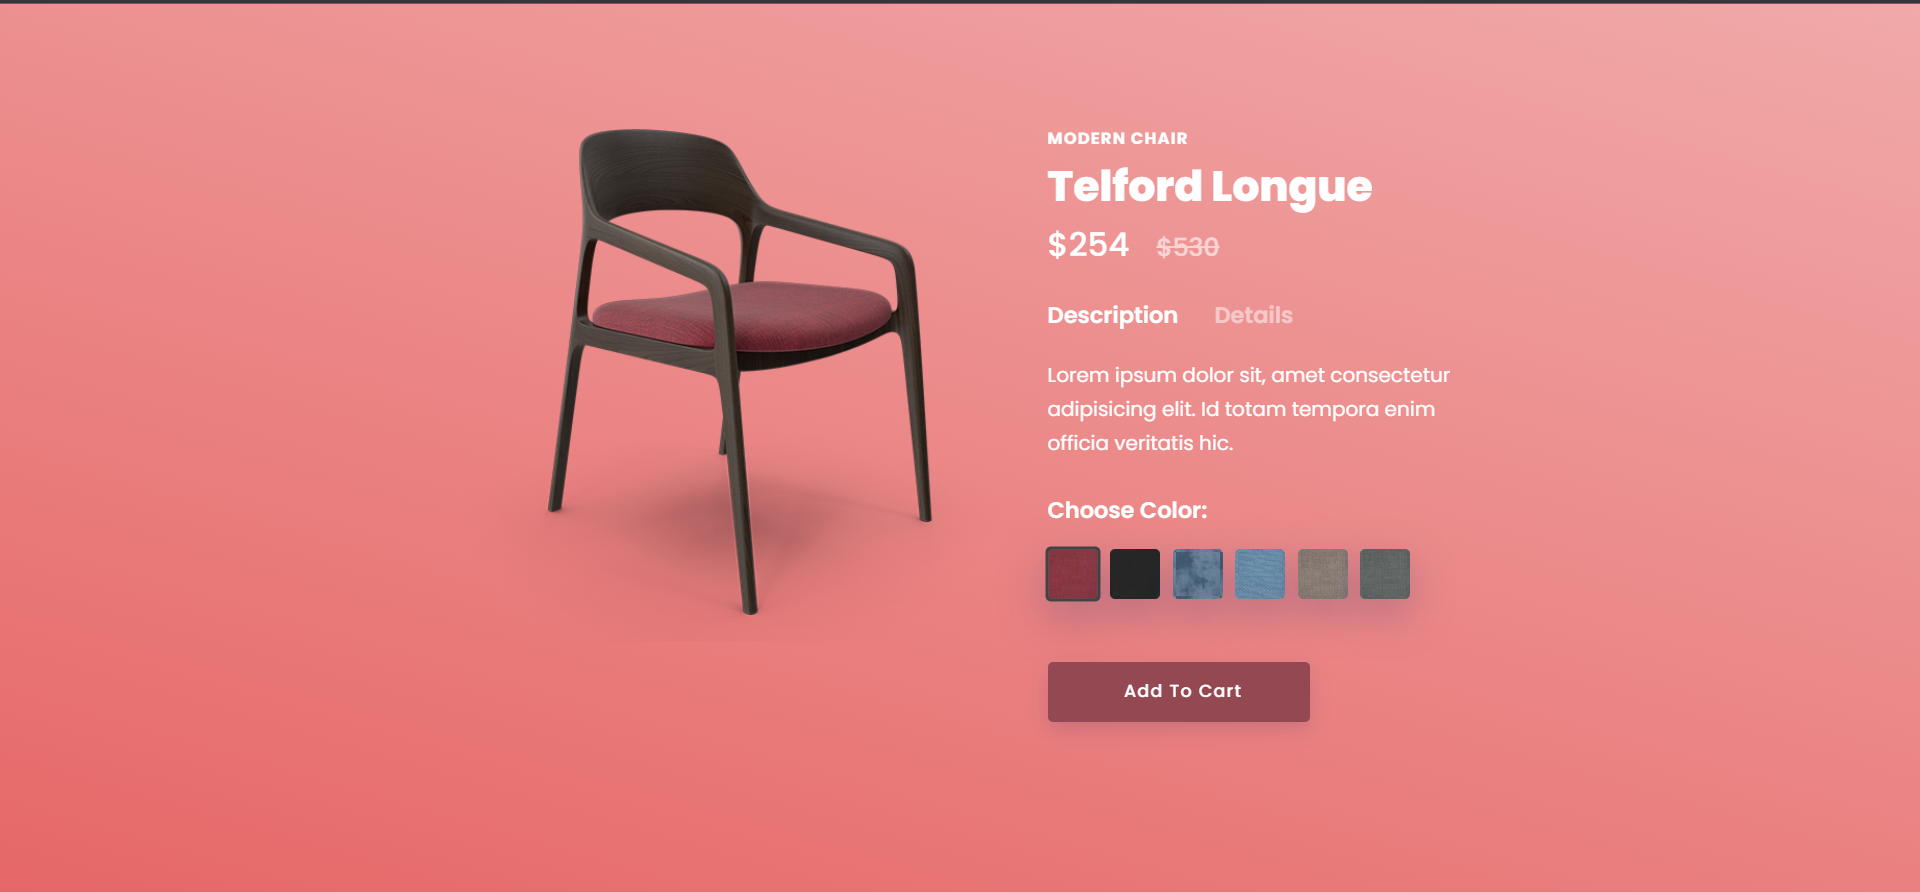 MODERN CHAIR
Telford Longue
$254 $530
Description Details
Lorem ipsum dolor sit, amet consectetur
adipisicing elit. Id totam tempora enim
officia veritatis hic.
Choose Color:
Add To Cart